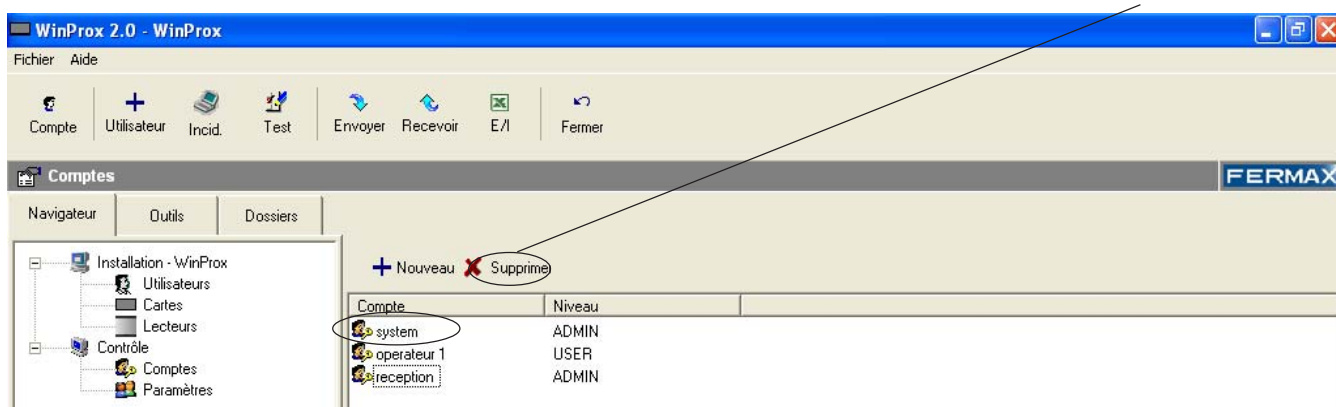 WinProx 2.0 - WinProx
Fichier Aide
Compte Utilisateur Incid. Test Envoyer Recevoir E/I Fermer
Comptes
FERMAX
Navigateur Outils Dossiers
Installation - WinProx
Utilisateurs
Cartes
Lecteurs
Contrôle
Comptes
Paramètres
Nouveau Supprime
Compte Niveau
system ADMIN
operateur 1 USER
reception ADMIN